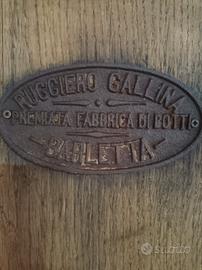 RUGGIERO GALLINA
PREMIATA FABBRICA DI BOTTI
BARLETTA
subito